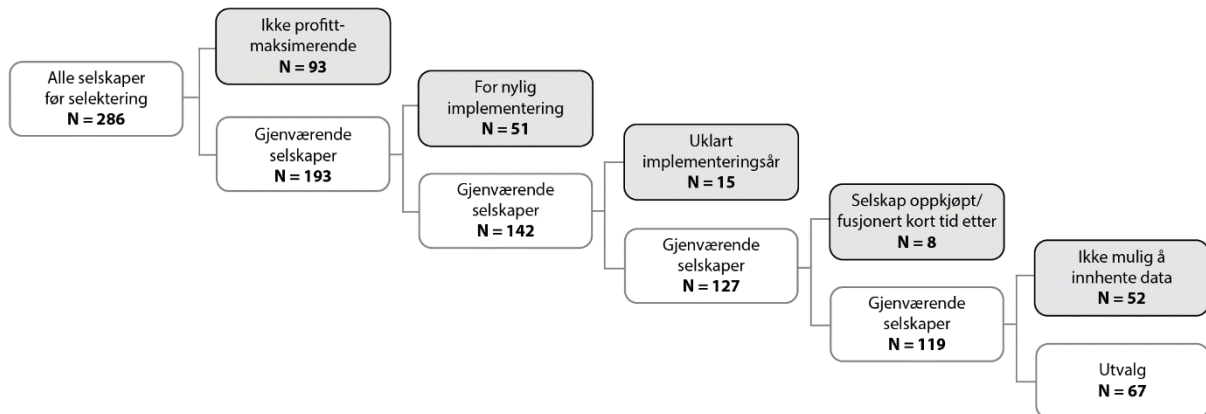 Alle selskaper
før selektering
N = 286
Ikke profitt-
maksimerende
N = 93
Gjenværende
selskaper
N = 193
For nylig
implementering
N = 51
Gjenværende
selskaper
N = 142
Uklart
implementeringsår
N = 15
Gjenværende
selskaper
N = 127
Selskap oppkjøpt/
fusjonert kort tid etter
N = 8
Gjenværende
selskaper
N = 119
Ikke mulig å
innhente data
N = 52
Utvalg
N = 67